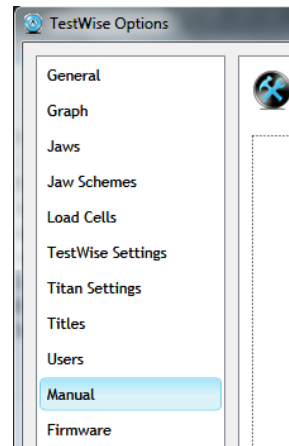 TestWise Options
General
Graph
Jaws
Jaw Schemes
Load Cells
TestWise Settings
Titan Settings
Titles
Users
Manual
Firmware